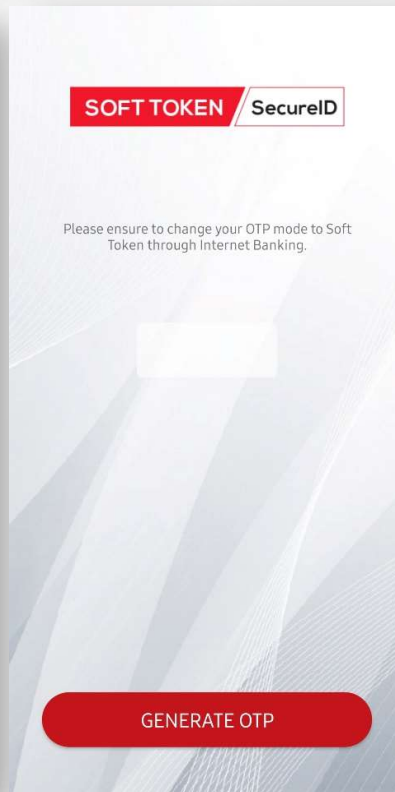 SOFT TOKEN SecureID
Please ensure to change your OTP mode to Soft
Token through Internet Banking.
GENERATE OTP